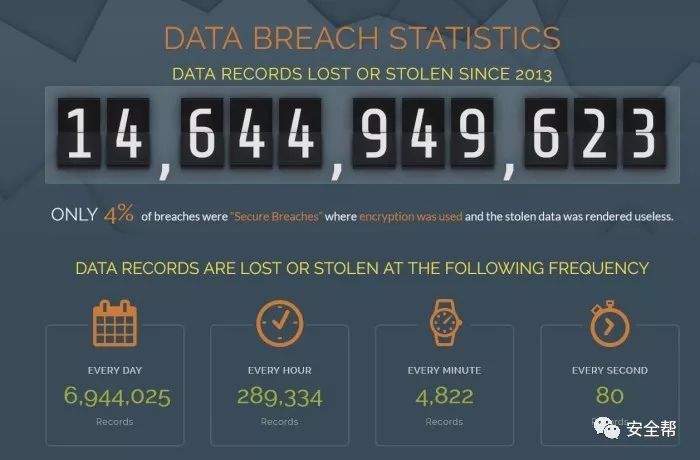 DATA BREACH STATISTICS
DATA RECORDS LOST OR STOLEN SINCE 2013
14,644,949,623
ONLY 4% of breaches were "Secure Breaches" where encryption was used and the stolen data was rendered useless.
DATA RECORDS ARE LOST OR STOLEN AT THE FOLLOWING FREQUENCY
EVERY DAY
6,944,025
Records
EVERY HOUR
289,334
Records
EVERY MINUTE
4,822
Records
EVERY SECOND
80
Records
安全帮